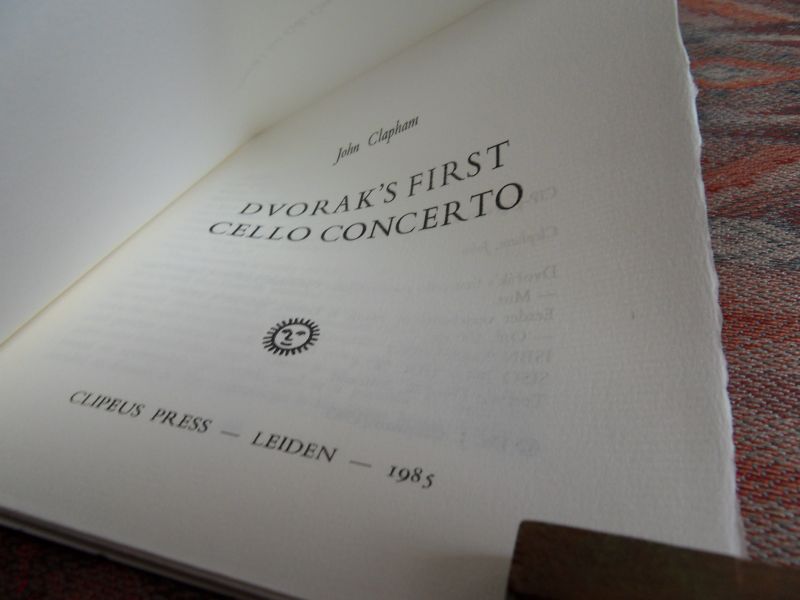 John Clapham
DVORAK'S FIRST
CELLO CONCERTO
CLIPEUS PRESS — LEIDEN — 1985